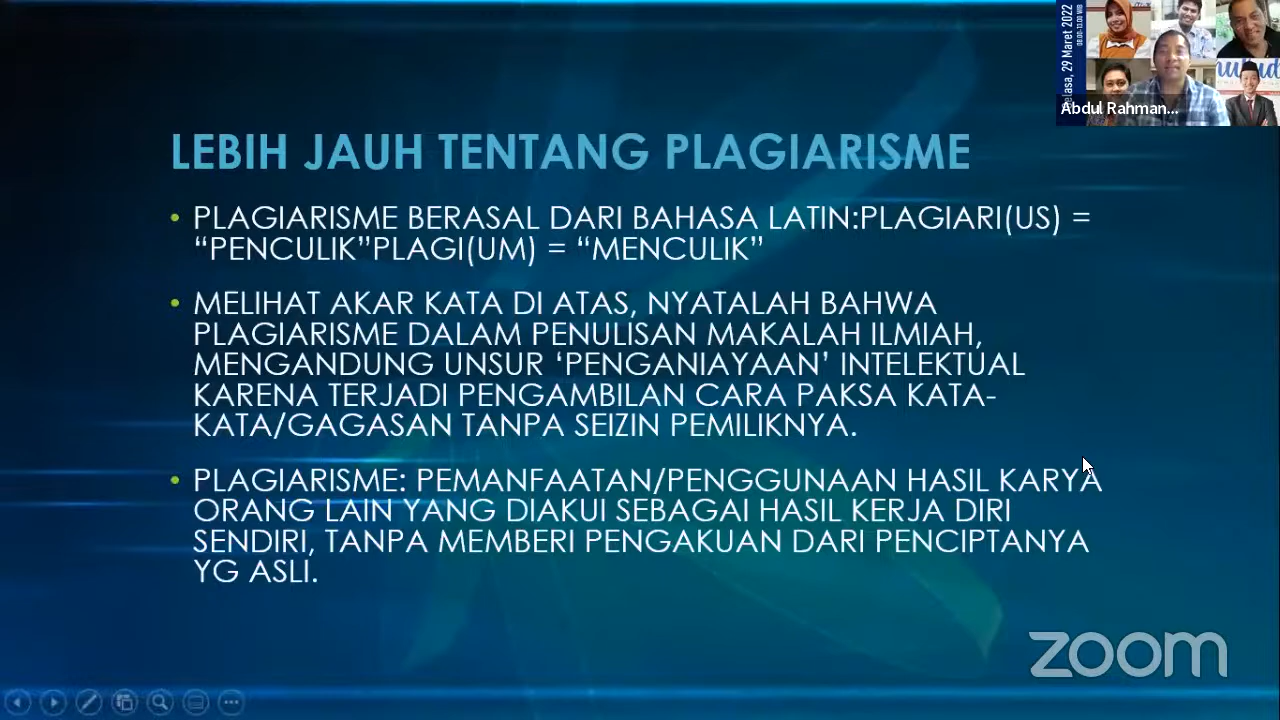 Selasa, 29 Maret 2022
Abdul Rahman...
LEBIH JAUH TENTANG PLAGIARISME
• PLAGIARISME BERASAL DARI BAHASA LATIN:PLAGIARI(US) =
“PENCULIK”PLAGI(UM) = “MENCULIK”
• MELIHAT AKAR KATA DI ATAS, NYATALAH BAHWA
PLAGIARISME DALAM PENULISAN MAKALAH ILMIAH,
MENGANDUNG UNSUR ‘PENGANIAYAAN’ INTELEKTUAL
KARENA TERJADI PENGAMBILAN CARA PAKSA KATA-
KATA/GAGASAN TANPA SEIZIN PEMILIKNYA.
• PLAGIARISME: PEMANFAATAN/PENGGUNAAN HASIL KARYA
ORANG LAIN YANG DIAKUI SEBAGAI HASIL KERJA DIRI
SENDIRI, TANPA MEMBERI PENGAKUAN DARI PENCIPTANYA
YG ASLI.
zoom